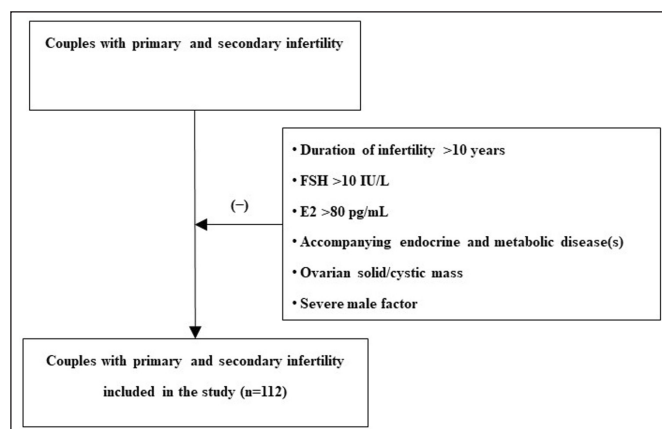 Couples with primary and secondary infertility
• Duration of infertility >10 years
• FSH >10 IU/L
(−)
• E2 >80 pg/mL
• Accompanying endocrine and metabolic disease(s)
• Ovarian solid/cystic mass
• Severe male factor
Couples with primary and secondary infertility
included in the study (n=112)